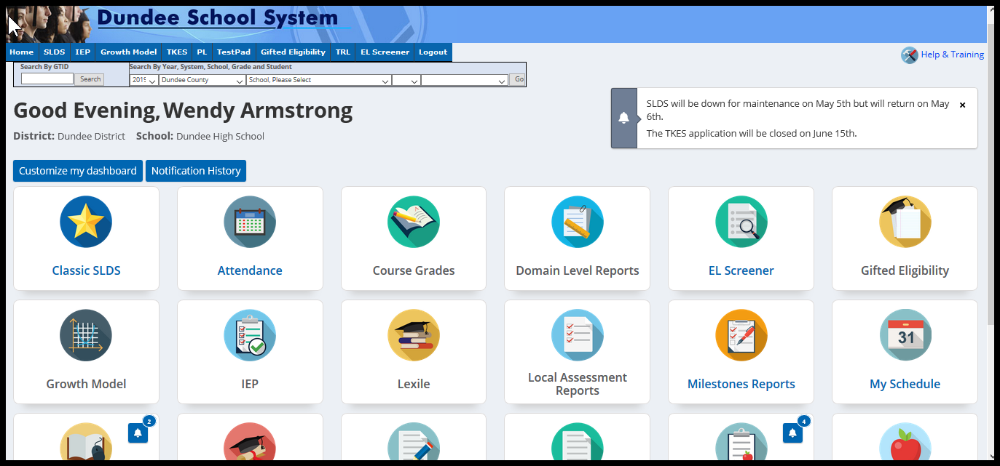 Dundee School System
Home SLDS IEP Growth Model TKES PL TestPad Gifted Eligibility TRL EL Screener Logout
Help & Training
Search By GTID Search By Year, System, School, Grade and Student
Search Dundee County School, Please Select Go
Good Evening, Wendy Armstrong
District: Dundee District School: Dundee High School
SLDS will be down for maintenance on May 5th but will return on May
6th.
The TKES application will be closed on June 15th.
Customize my dashboard Notification History
Classic SLDS Attendance Course Grades Domain Level Reports EL Screener Gifted Eligibility
31
Growth Model IEP Lexile Local Assessment
Reports Milestones Reports My Schedule
2 4